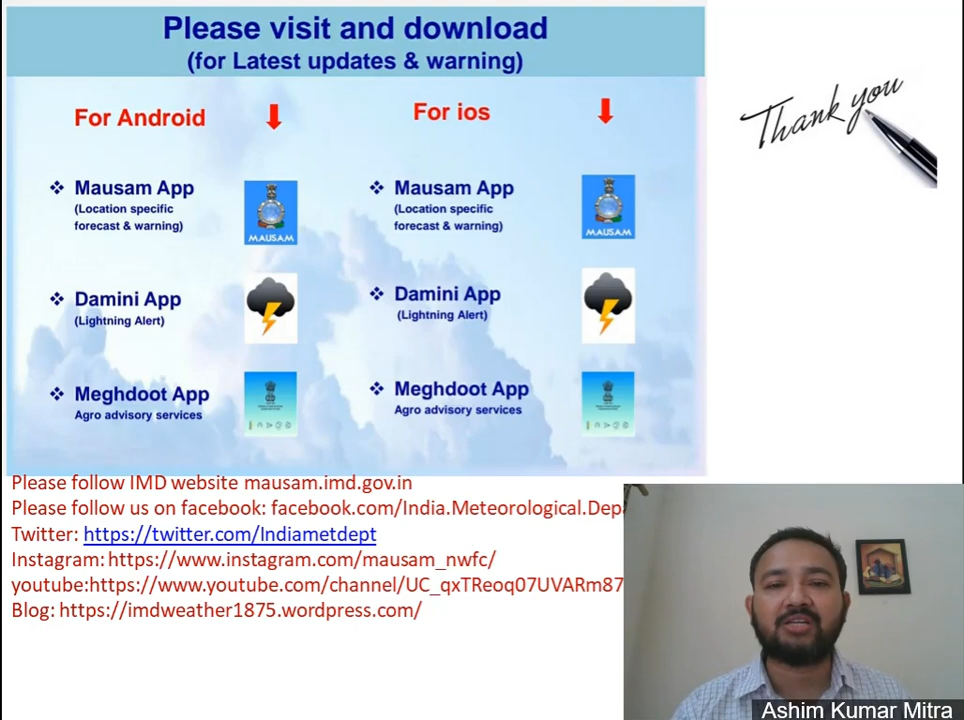 Please visit and download
(for Latest updates & warning)
For Android
For ios
Mausam App
(Location specific
forecast & warning)
MAUSAM
Mausam App
(Location specific
forecast & warning)
MAUSAM
Damini App
(Lightning Alert)
Damini App
(Lightning Alert)
Meghdoot App
Agro advisory services
Meghdoot App
Agro advisory services
Thank you
Please follow IMD website mausam.imd.gov.in
Please follow us on facebook: facebook.com/India.Meteorological.Dep
Twitter: https://twitter.com/Indiametdept
Instagram: https://www.instagram.com/mausam_nwfc/
youtube:https://www.youtube.com/channel/UC_qxTReoq07UVARm87
Blog: https://imdweather1875.wordpress.com/
Ashim Kumar Mitra